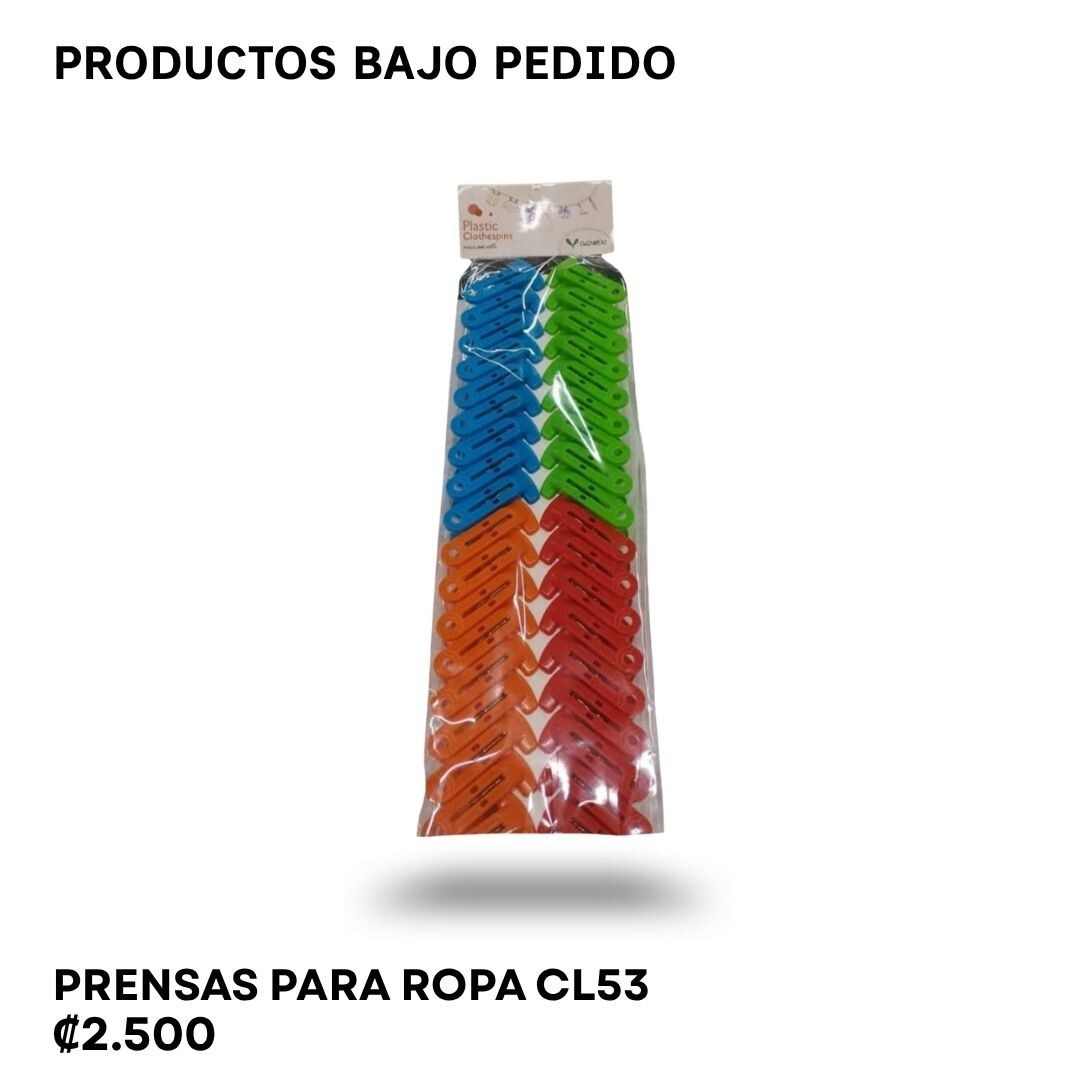 PRODUCTOS BAJO PEDIDO
Plastic
Clothespins
PRENSAS PARA ROPA CL53
₡2.500